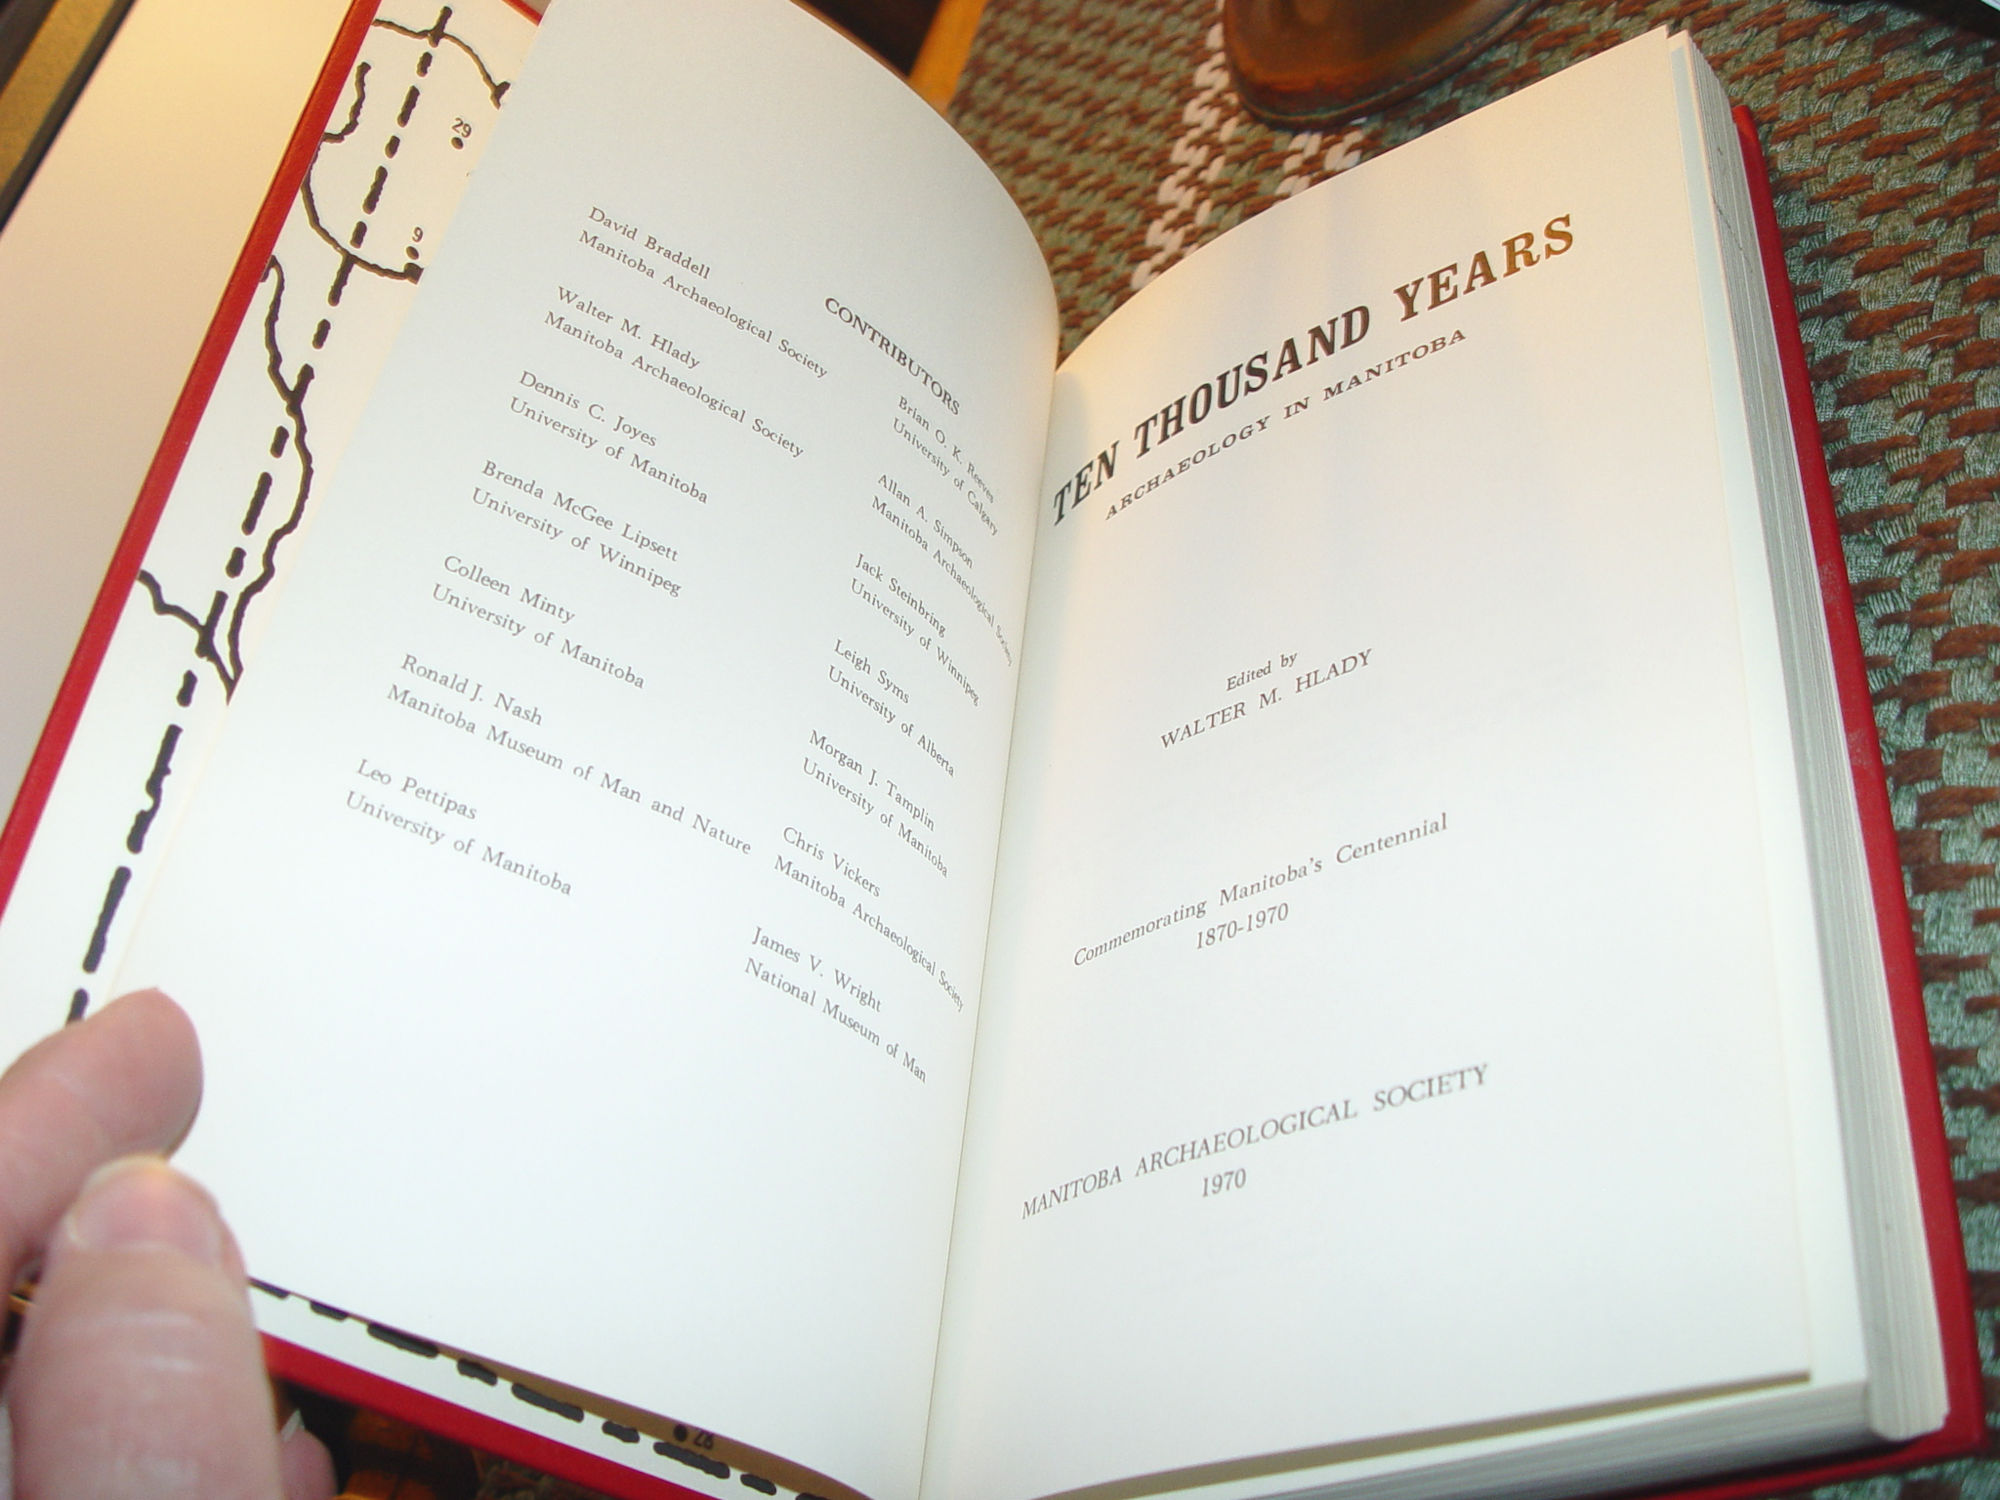 29
9
CONTRIBUTORS
David Braddell
Manitoba Archaeological Society
Walter M. Hlady
Manitoba Archaeological Society
Dennis C. Joyes
University of Manitoba
Brenda McGee Lipsett
University of Winnipeg
Colleen Minty
University of Manitoba
Ronald J. Nash
Manitoba Museum of Man and Nature
Leo Pettipas
University of Manitoba
Brian O. K. Reeves
University of Calgary
Allan A. Simpson
Manitoba Archaeological Society
Jack Steinbring
University of Winnipeg
Leigh Syms
University of Alberta
Morgan J. Tamplin
University of Manitoba
Chris Vickers
Manitoba Archaeological Society
James V. Wright
National Museum of Man
TEN THOUSAND YEARS
ARCHAEOLOGY IN MANITOBA
Edited by
WALTER M. HLADY
Commemorating Manitoba's Centennial
1870-1970
MANITOBA ARCHAEOLOGICAL SOCIETY
1970